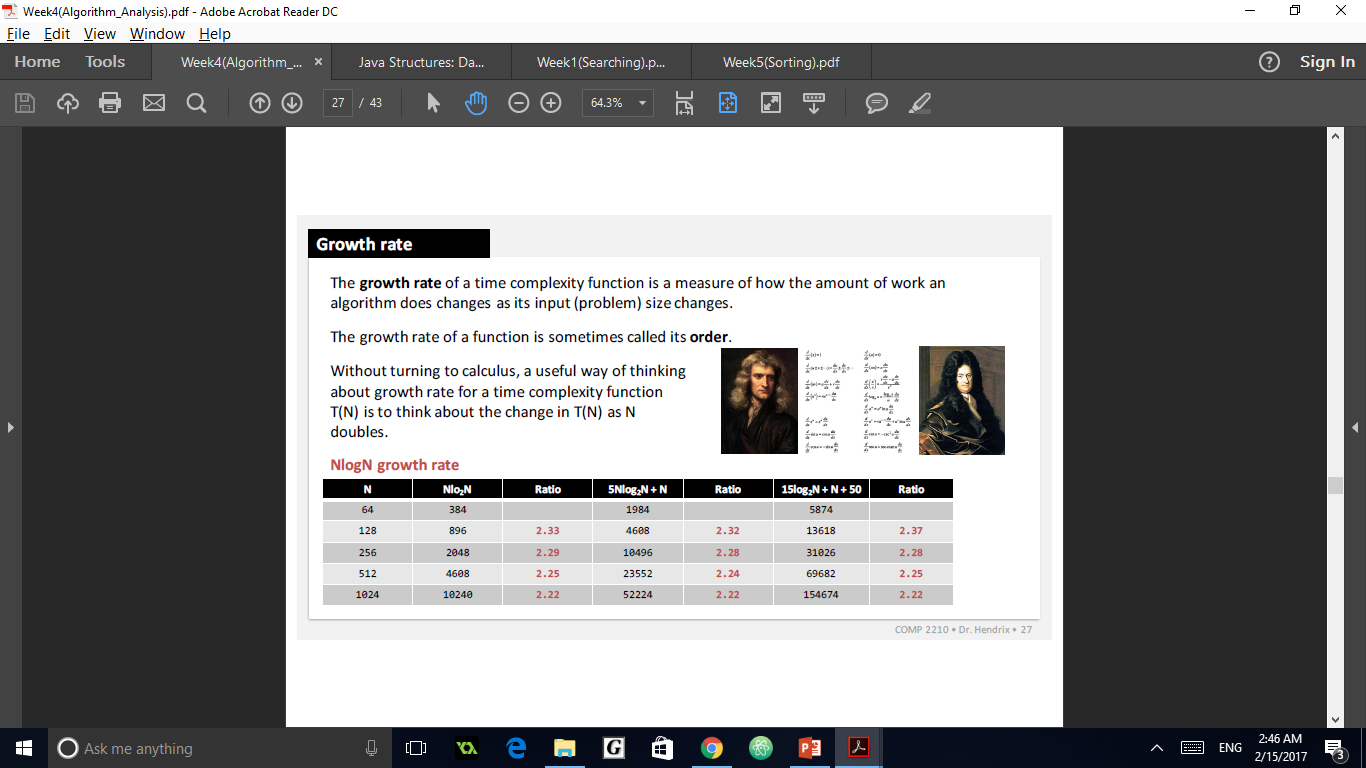 Week4(Algorithm_Analysis).pdf - Adobe Acrobat Reader DC
File Edit View Window Help
Home Tools Week4(Algorithm_... × Java Structures: Da... Week1(Searching).p... Week5(Sorting).pdf ? Sign In
27 / 43 64.3%
Growth rate
The growth rate of a time complexity function is a measure of how the amount of work an
algorithm does changes as its input (problem) size changes.
The growth rate of a function is sometimes called its order.
Without turning to calculus, a useful way of thinking
about growth rate for a time complexity function
T(N) is to think about the change in T(N) as N
doubles.
NlogN growth rate
N Nlo₂N Ratio 5Nlog₂N + N Ratio 15log₂N + N + 50 Ratio
64 384 1984 5874
128 896 2.33 4608 2.32 13618 2.37
256 2048 2.29 10496 2.28 31026 2.28
512 4608 2.25 23552 2.24 69682 2.25
1024 10240 2.22 52224 2.22 154674 2.22
COMP 2210 • Dr. Hendrix • 27
Ask me anything
G
ENG
2:46 AM
2/15/2017
3